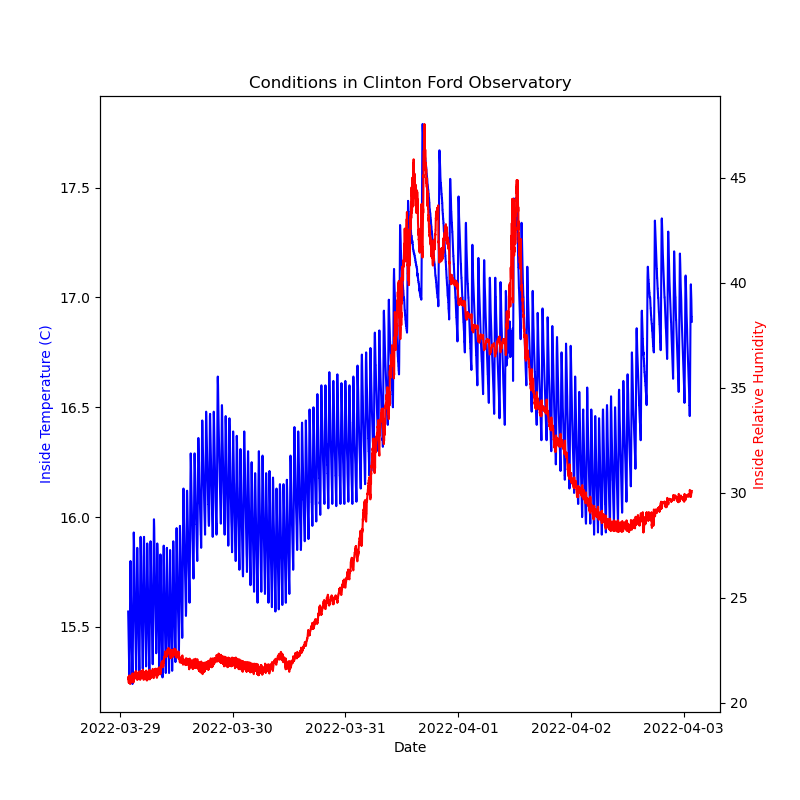 Conditions in Clinton Ford Observatory
Inside Temperature (C)
17.5
17.0
16.5
16.0
15.5
45
40
35
30
25
20
Inside Relative Humidity
2022-03-29 2022-03-30 2022-03-31 2022-04-01 2022-04-02 2022-04-03
Date